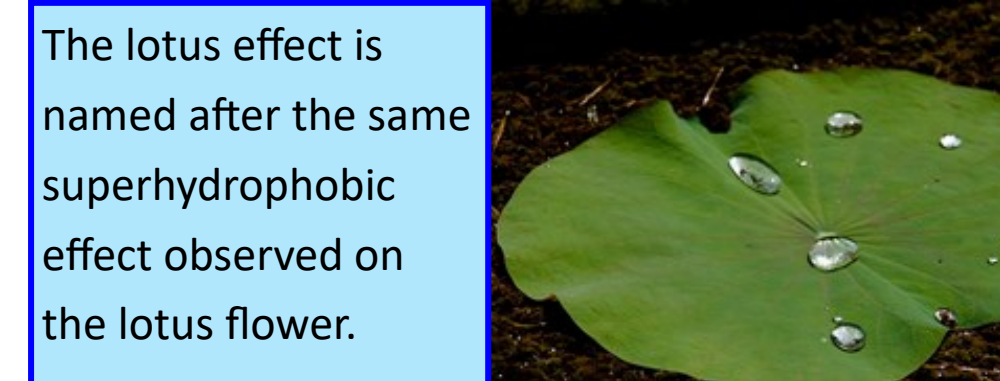 The lotus effect is
named after the same
superhydrophobic
effect observed on
the lotus flower.